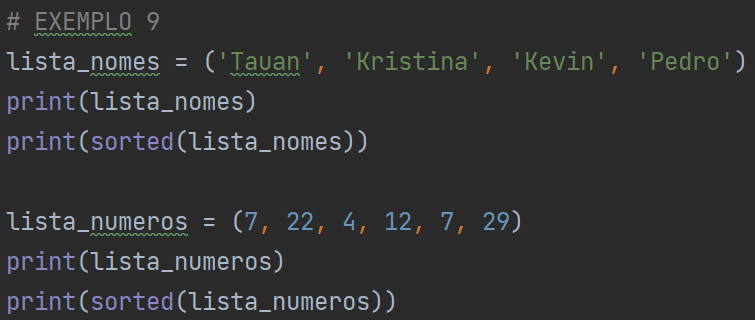 # EXEMPLO 9
lista_nomes = ('Tauan', 'Kristina', 'Kevin', 'Pedro')
print(lista_nomes)
print(sorted(lista_nomes))
lista_numeros = (7, 22, 4, 12, 7, 29)
print(lista_numeros)
print(sorted(lista_numeros))